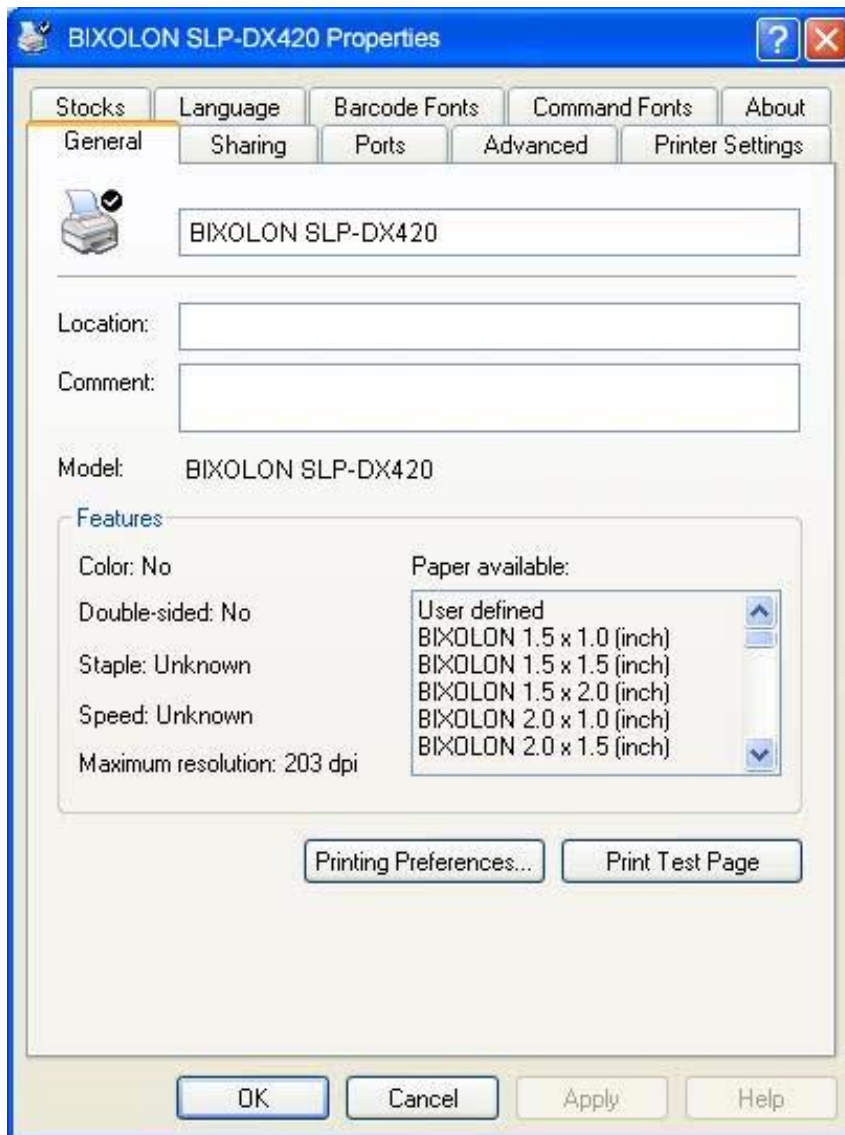 BIXOLON SLP-DX420 Properties
Stocks Language Barcode Fonts Command Fonts About
General Sharing Ports Advanced Printer Settings
BIXOLON SLP-DX420
Location:
Comment:
Model: BIXOLON SLP-DX420
Features
Color: No
Double-sided: No
Staple: Unknown
Speed: Unknown
Maximum resolution: 203 dpi
Paper available:
User defined
BIXOLON 1.5 x 1.0 (inch)
BIXOLON 1.5 x 1.5 (inch)
BIXOLON 1.5 x 2.0 (inch)
BIXOLON 2.0 x 1.0 (inch)
BIXOLON 2.0 x 1.5 (inch)
Printing Preferences... Print Test Page
OK Cancel Apply Help